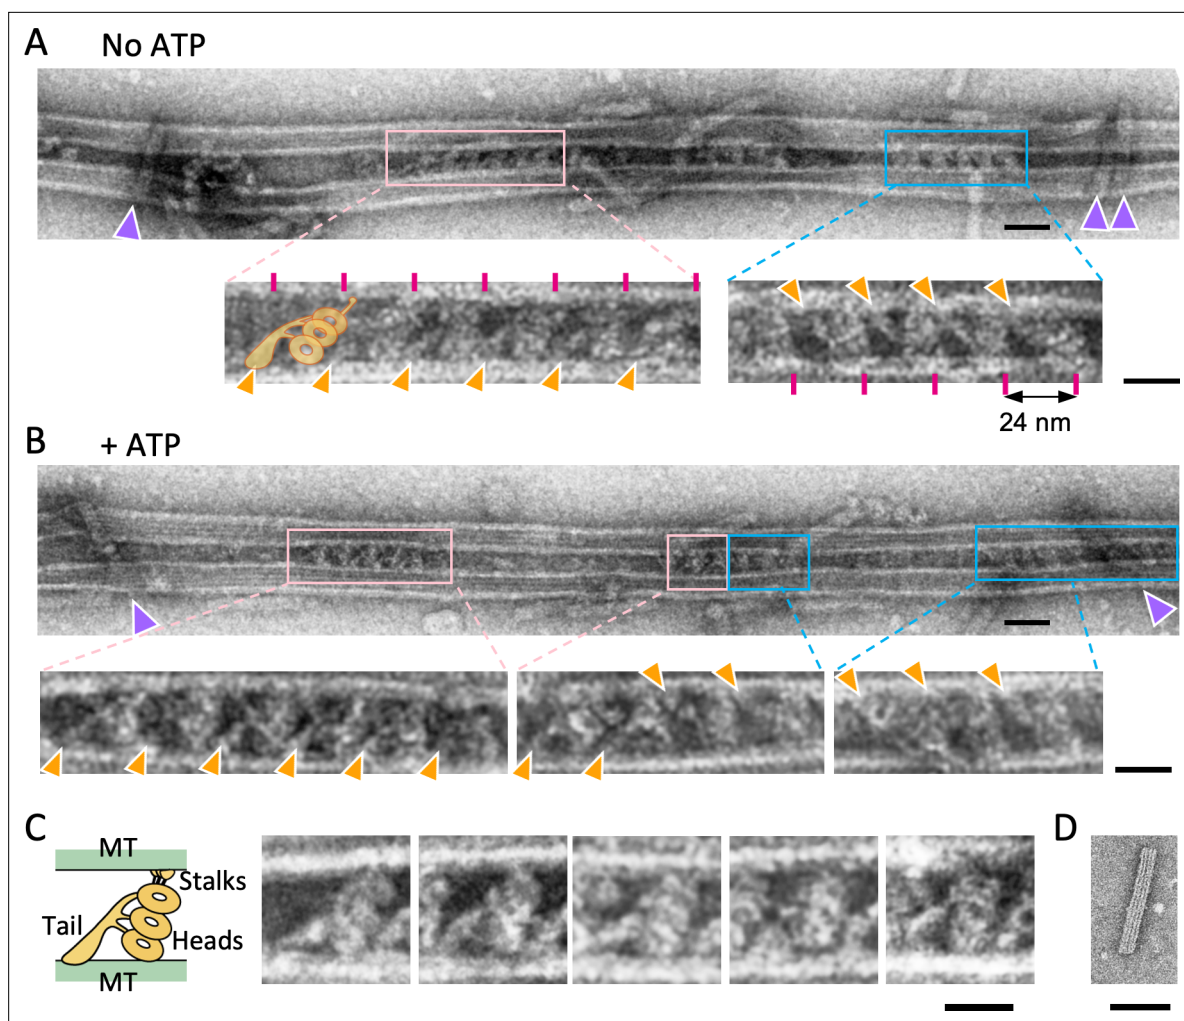 A
No ATP
24 nm
B
+ ATP
C
MT
Stalks
Tail
Heads
MT
D